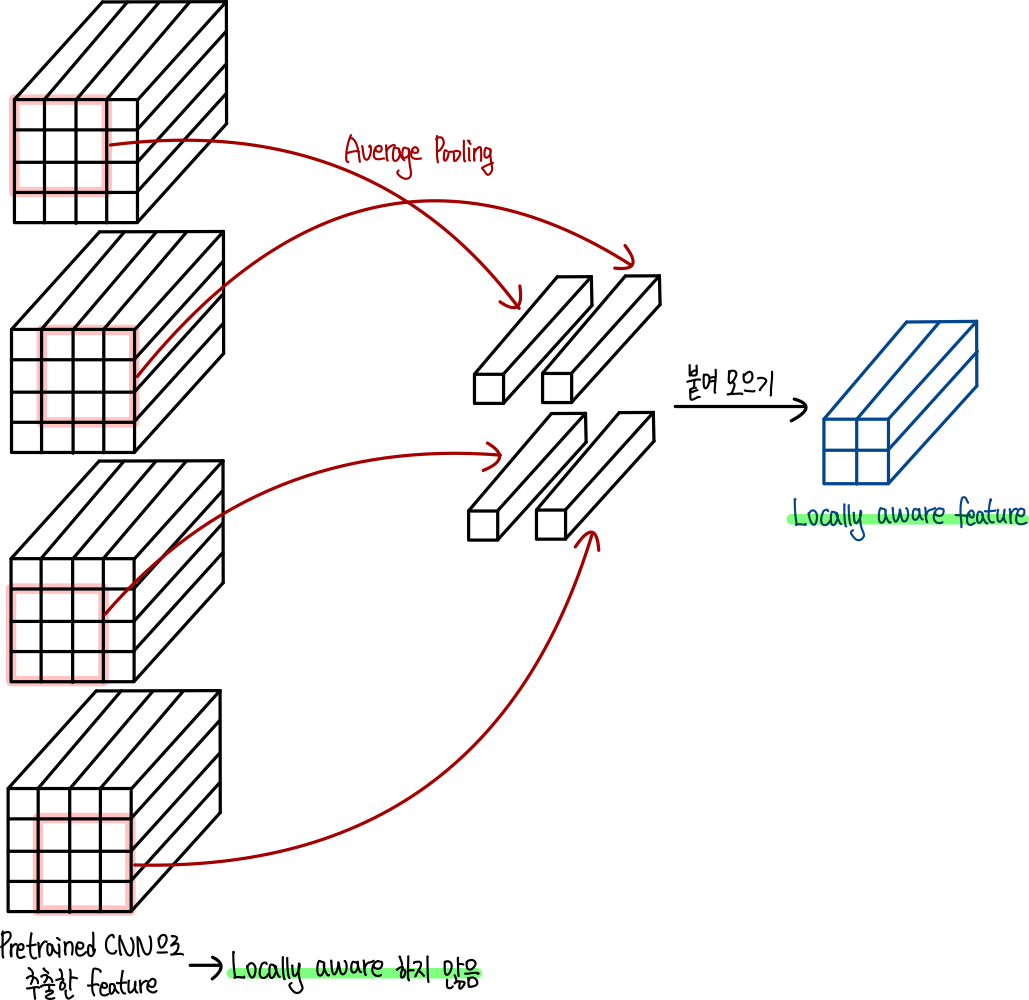 Average Pooling
붙여 모으기
Locally aware feature
Pretrained CNN으로
추출한 feature
→ Locally aware 하지 않음